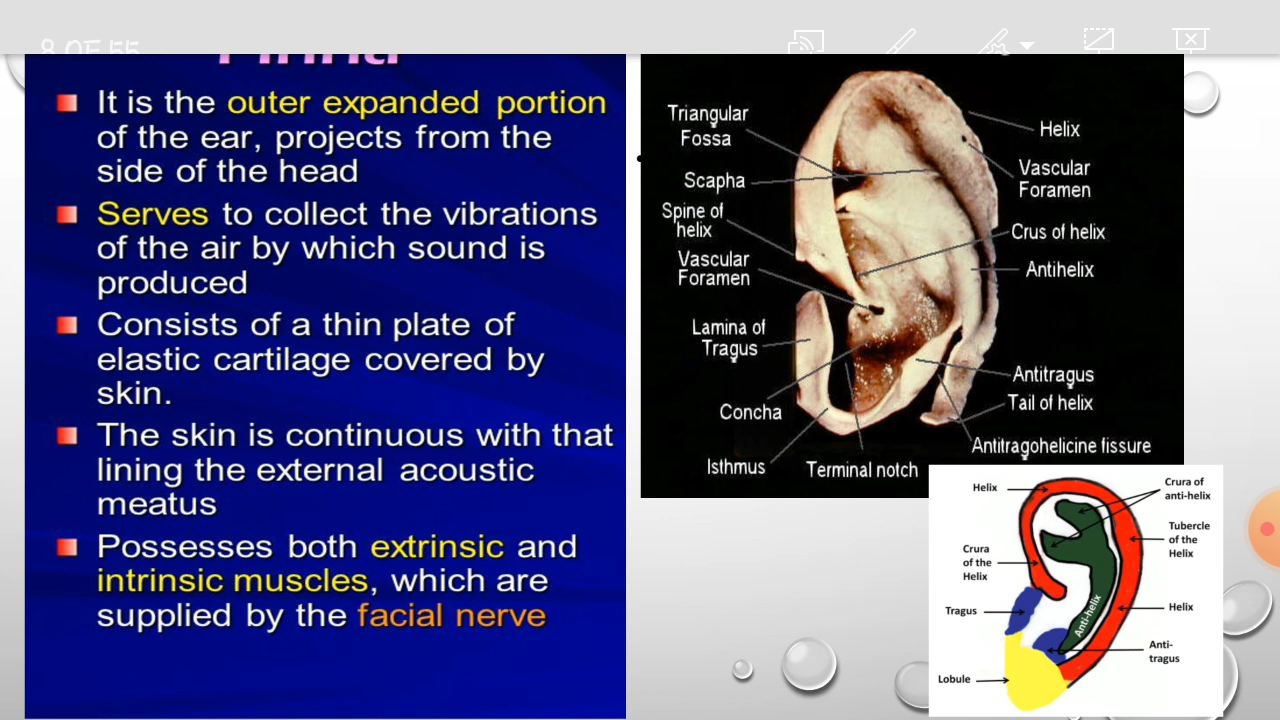 8 OF 55
Pinna
It is the outer expanded portion
of the ear, projects from the
side of the head
Serves to collect the vibrations
of the air by which sound is
produced
Consists of a thin plate of
elastic cartilage covered by
skin.
The skin is continuous with that
lining the external acoustic
meatus
Possesses both extrinsic and
intrinsic muscles, which are
supplied by the facial nerve
Triangular
Fossa
Scapha
Spine of
helix
Vascular
Foramen
Lamina of
Tragus
Concha
Isthmus
Terminal notch
Helix
Vascular
Foramen
Crus of helix
Antihelix
Antitragus
Tail of helix
Antitragohelicine fissure
Helix
Crura of
anti-helix
Tubercle
of the
Helix
Crura
of the
Helix
Tragus
Helix
Anti-helix
Anti-
tragus
Lobule